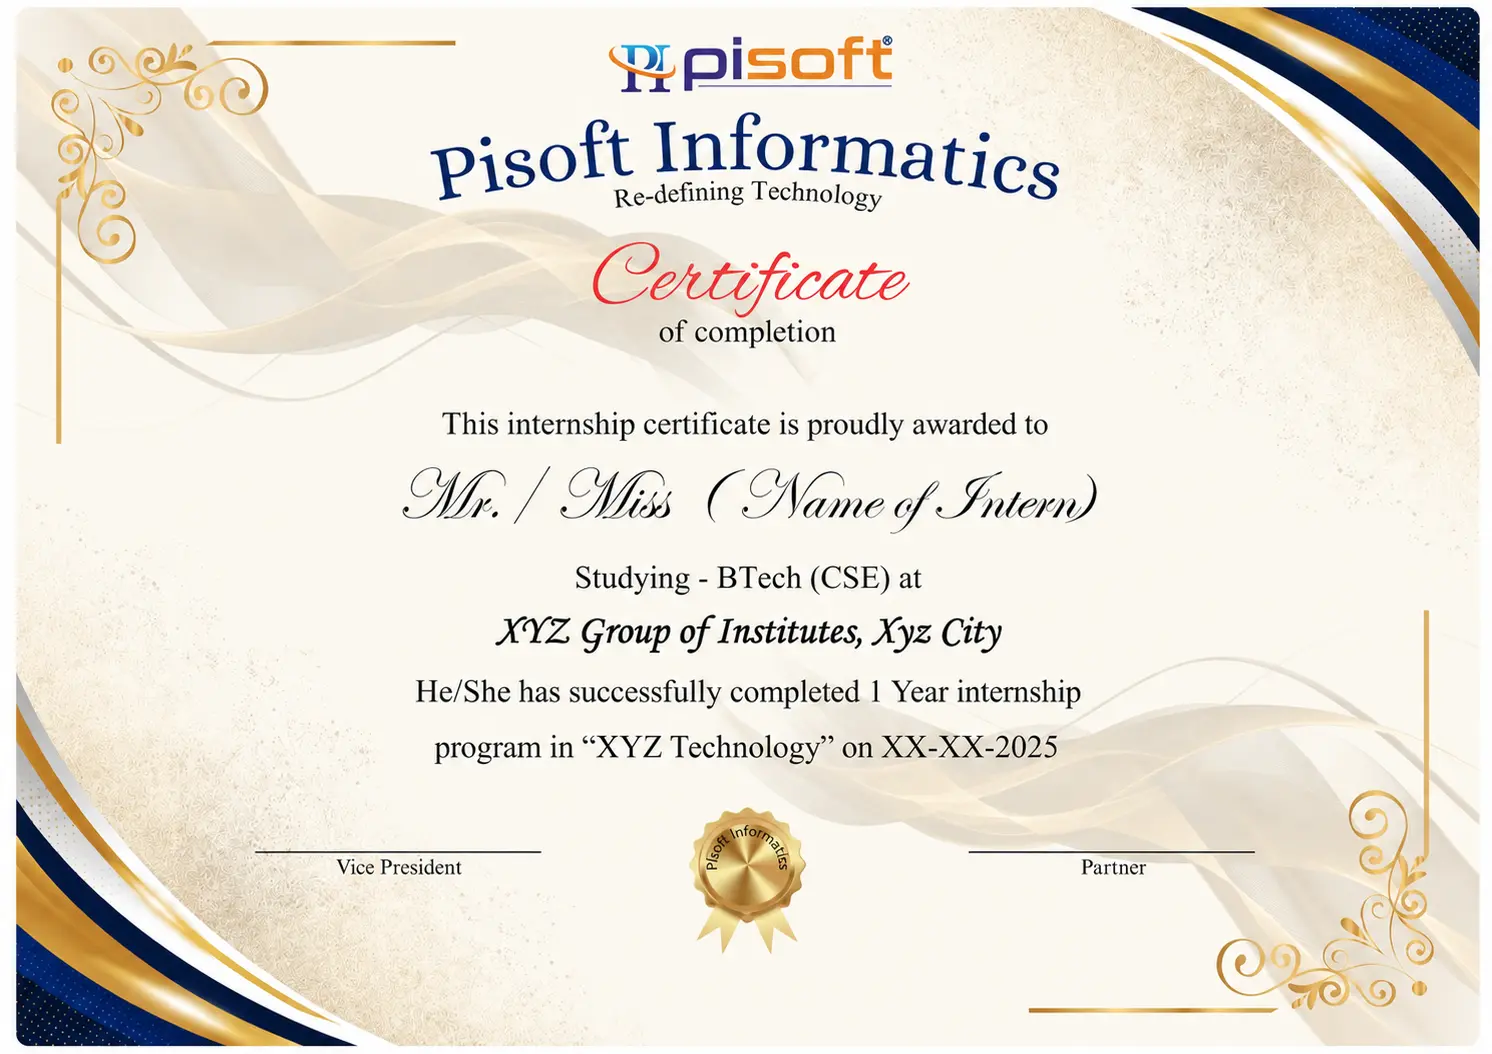 PI pisoft®
Pisoft Informatics
Re-defining Technology
Certificate
of completion
This internship certificate is proudly awarded to
Mr. / Miss ( Name of Intern)
Studying - BTech (CSE) at
XYZ Group of Institutes, Xyz City
He/She has successfully completed 1 Year internship
program in “XYZ Technology” on XX-XX-2025
Pisoft Informatics
Vice President
Partner